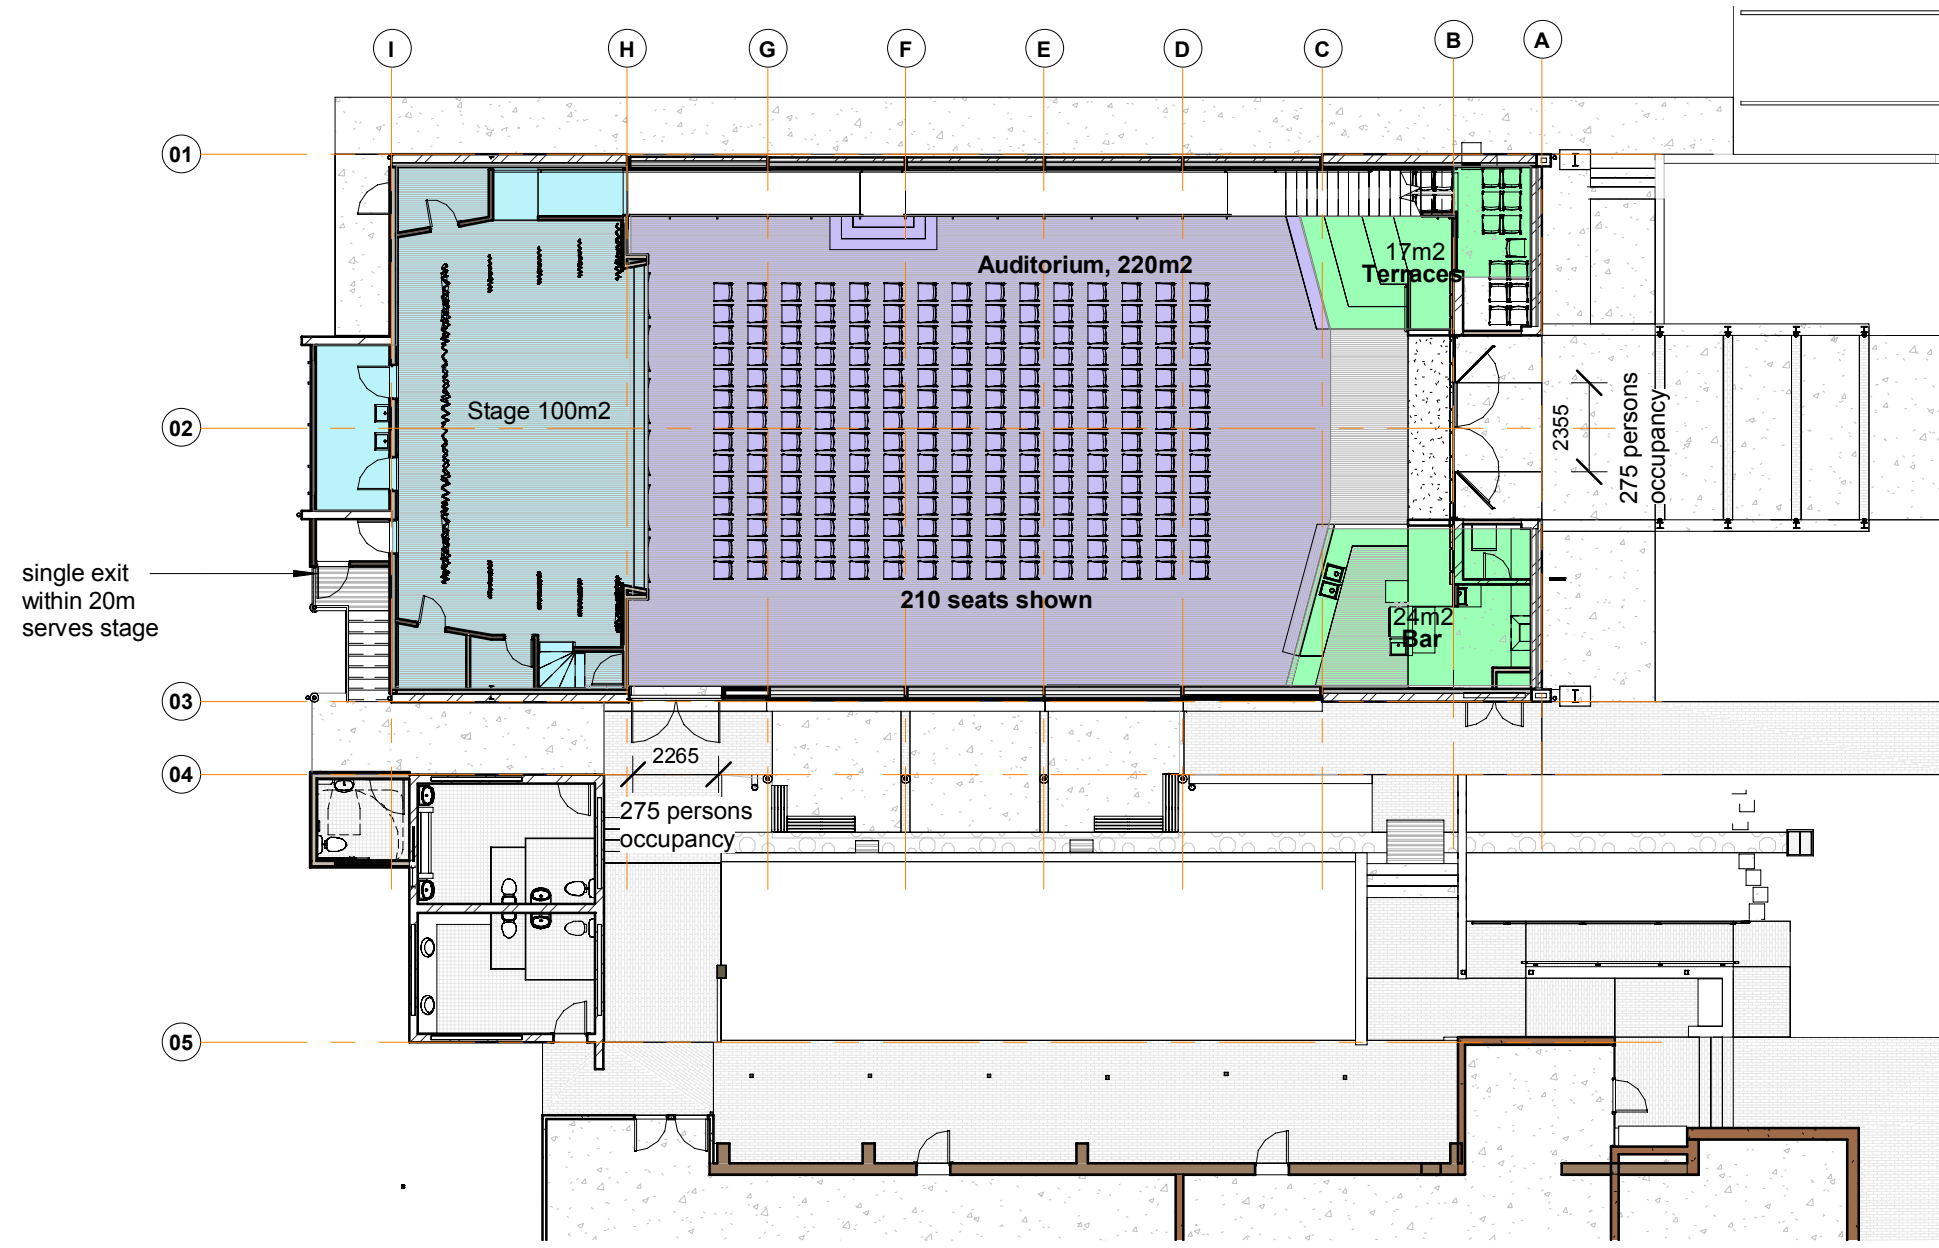 I
H
G
F
E
D
C
B
A
01
02
03
04
05
17m2
Terraces
Auditorium, 220m2
Stage 100m2
2355
275 persons
occupancy
single exit
within 20m
serves stage
210 seats shown
24m2
Bar
2265
275 persons
occupancy